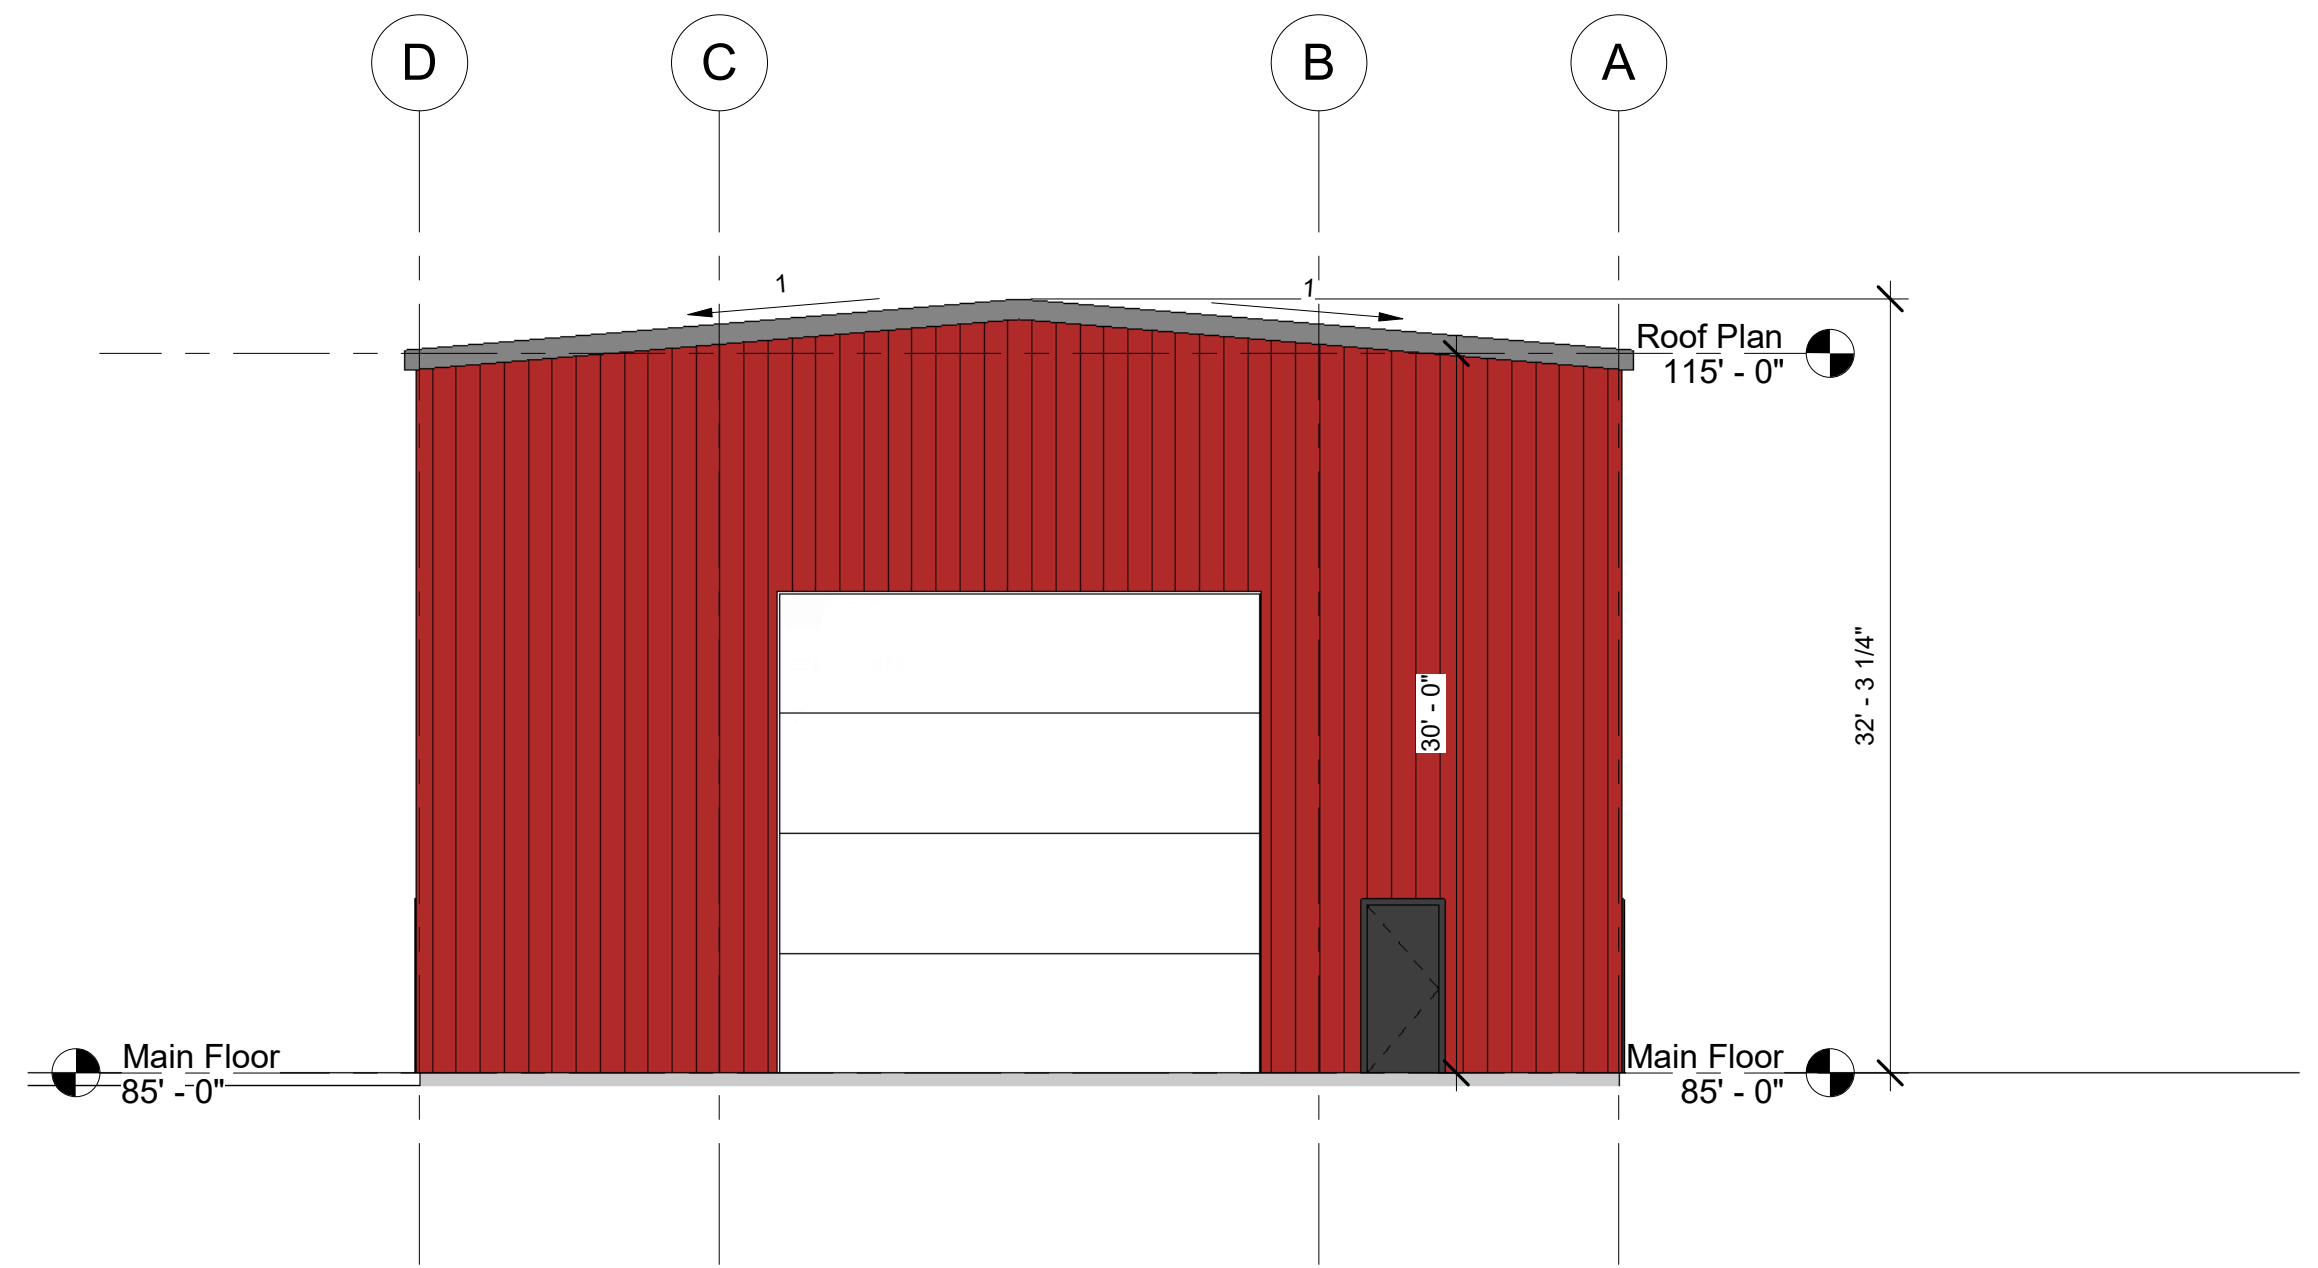 D
C
B
A
1
1
Roof Plan
115' - 0"
30' - 0"
32' - 3 1/4"
Main Floor
85' - 0"
Main Floor
85' - 0"